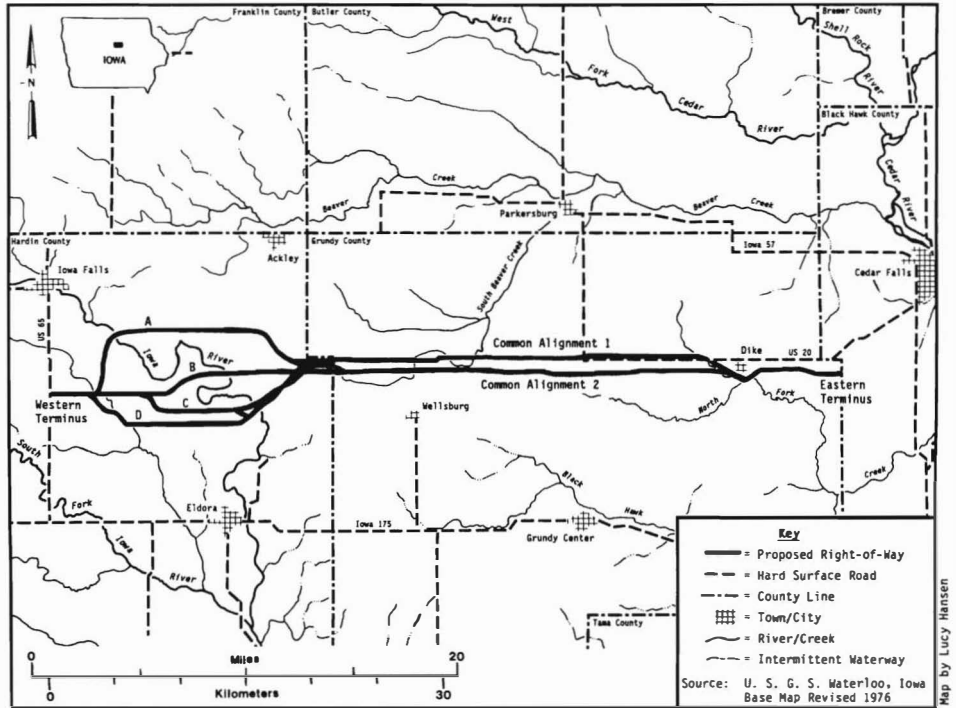 Franklin County
Butler County
Bremer County
N
IOWA
West
Fork
Cedar
River
Shell Rock
River
Black Hawk County
Cedar
River
Beaver
Creek
Parkersburg
Beaver
Creek
Hardin County
Grundy County
Iowa 57
Ackley
Iowa Falls
South Beaver Creek
Cedar Falls
US 65
A
Iowa
River
Common Alignment 1
Dike
US 20
B
Common Alignment 2
Western
Terminus
C
D
Eastern
Terminus
North
Fork
Wellsburg
South
Fork
Black
Hawk
Creek
Eldora
Iowa 175
Grundy Center
Iowa
River
Tama County
Key
= Proposed Right-of-Way
= Hard Surface Road
= County Line
= Town/City
= River/Creek
= Intermittent Waterway
Source: U. S. G. S. Waterloo, Iowa
Base Map Revised 1976
0
20
Miles
0
30
Kilometers
Map by Lucy Hansen